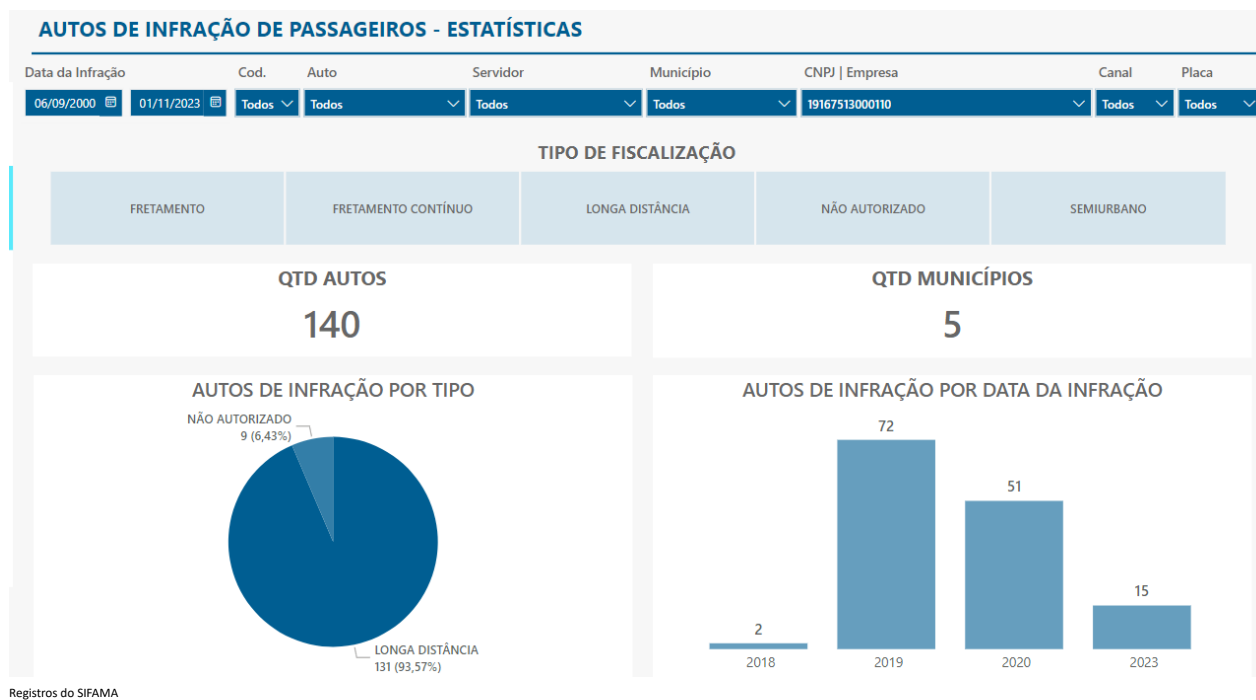 AUTOS DE INFRAÇÃO DE PASSAGEIROS - ESTATÍSTICAS
Data da Infração Cod. Auto Servidor Município CNPJ | Empresa Canal Placa
06/09/2000 01/11/2023 Todos Todos Todos Todos 19167513000110 Todos Todos
TIPO DE FISCALIZAÇÃO
FRETAMENTO FRETAMENTO CONTÍNUO LONGA DISTÂNCIA NÃO AUTORIZADO SEMIURBANO
QTD AUTOS
140
QTD MUNICÍPIOS
5
AUTOS DE INFRAÇÃO POR TIPO
NÃO AUTORIZADO
9 (6,43%)
LONGA DISTÂNCIA
131 (93,57%)
AUTOS DE INFRAÇÃO POR DATA DA INFRAÇÃO
72
51
15
2
2018 2019 2020 2023
Registros do SIFAMA